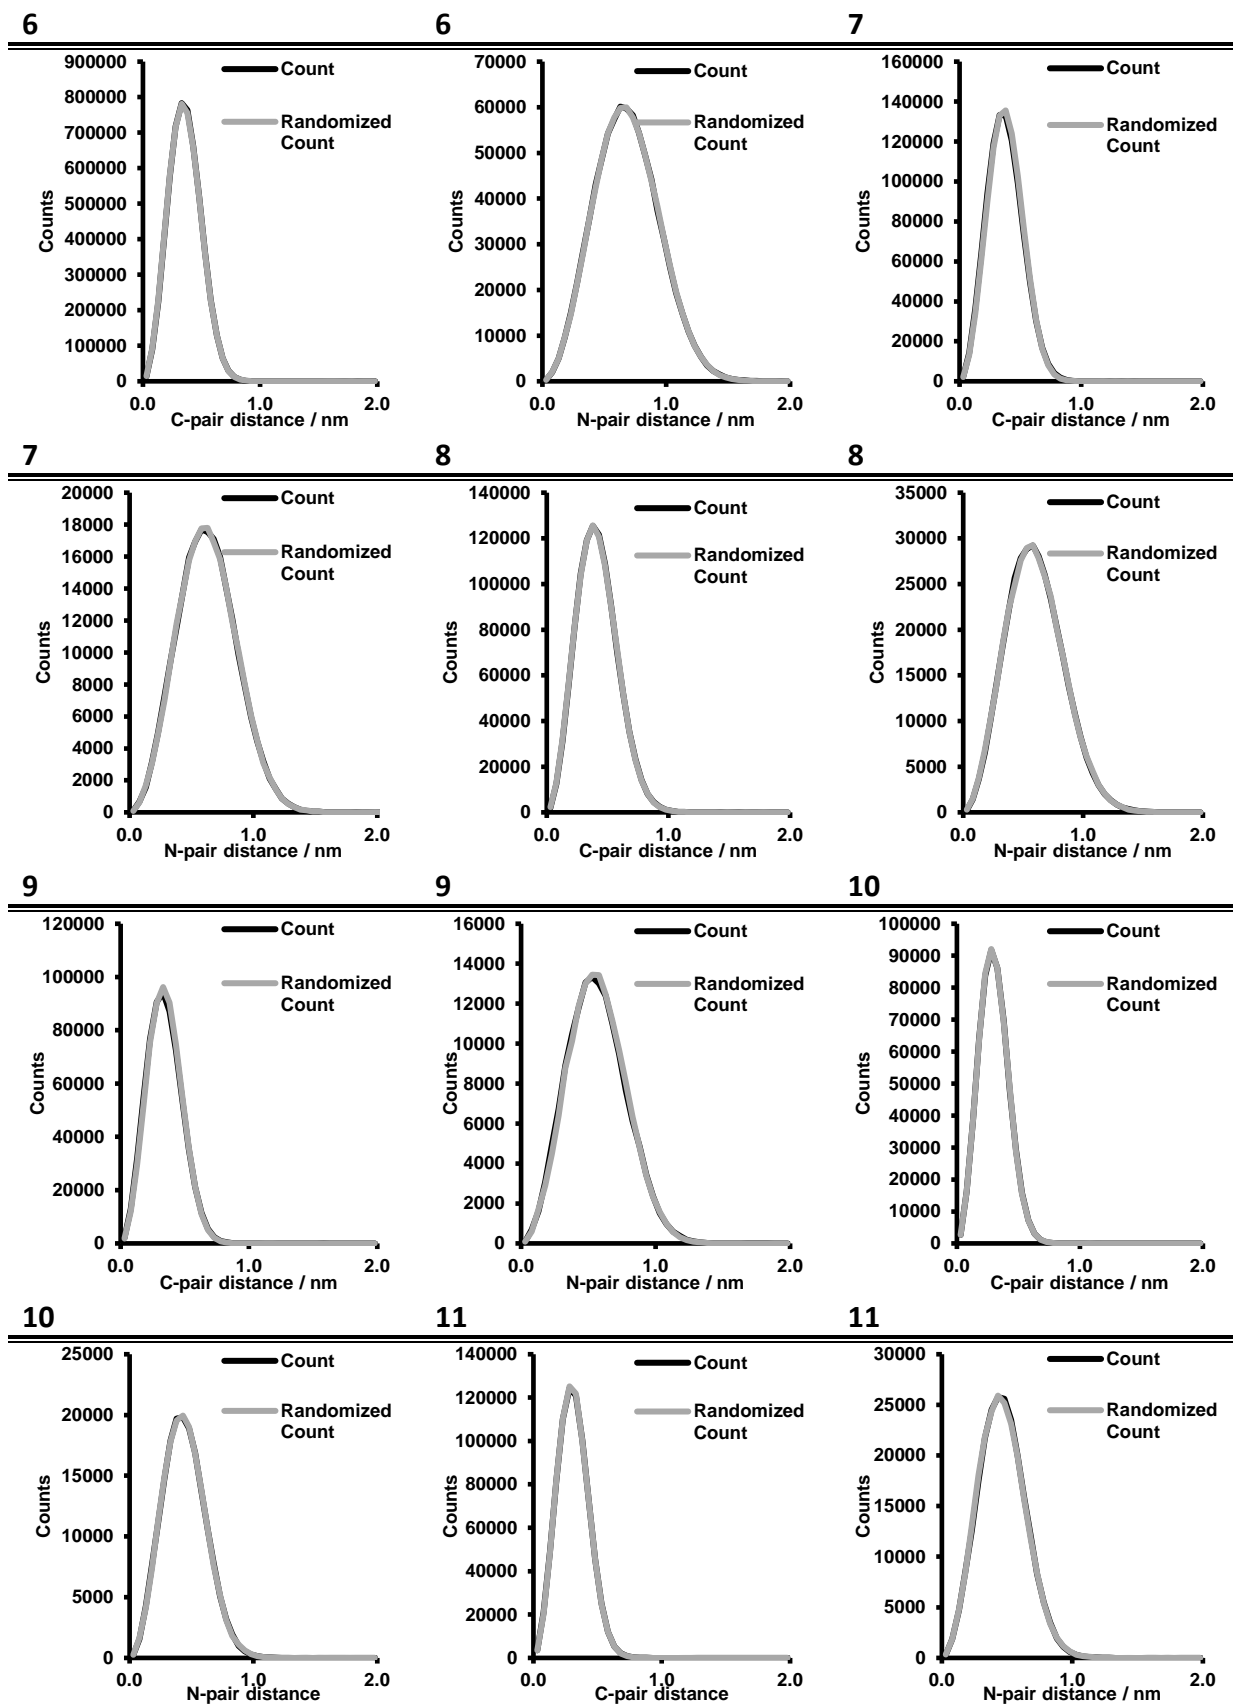 6
6
7
900000
800000
700000
600000
500000
400000
300000
200000
100000
0
Counts
Count
Randomized
Count
0.0
1.0
2.0
C-pair distance / nm
70000
60000
50000
40000
30000
20000
10000
0
Counts
Count
Randomized
Count
0.0
1.0
2.0
N-pair distance / nm
160000
140000
120000
100000
80000
60000
40000
20000
0
Counts
Count
Randomized
Count
0.0
1.0
2.0
C-pair distance / nm
7
8
8
20000
18000
16000
14000
12000
10000
8000
6000
4000
2000
0
Counts
Count
Randomized
Count
0.0
1.0
2.0
N-pair distance / nm
140000
120000
100000
80000
60000
40000
20000
0
Counts
Count
Randomized
Count
0.0
1.0
2.0
C-pair distance / nm
35000
30000
25000
20000
15000
10000
5000
0
Counts
Count
Randomized
Count
0.0
1.0
2.0
N-pair distance / nm
9
9
10
120000
100000
80000
60000
40000
20000
0
Counts
Count
Randomized
Count
0.0
1.0
2.0
C-pair distance / nm
16000
14000
12000
10000
8000
6000
4000
2000
0
Counts
Count
Randomized
Count
0.0
1.0
2.0
N-pair distance / nm
100000
90000
80000
70000
60000
50000
40000
30000
20000
10000
0
Counts
Count
Randomized
Count
0.0
1.0
2.0
C-pair distance / nm
10
11
11
25000
20000
15000
10000
5000
0
Counts
Count
Randomized
Count
0.0
1.0
2.0
N-pair distance
140000
120000
100000
80000
60000
40000
20000
0
Counts
Count
Randomized
Count
0.0
1.0
2.0
C-pair distance
30000
25000
20000
15000
10000
5000
0
Counts
Count
Randomized
Count
0.0
1.0
2.0
N-pair distance / nm